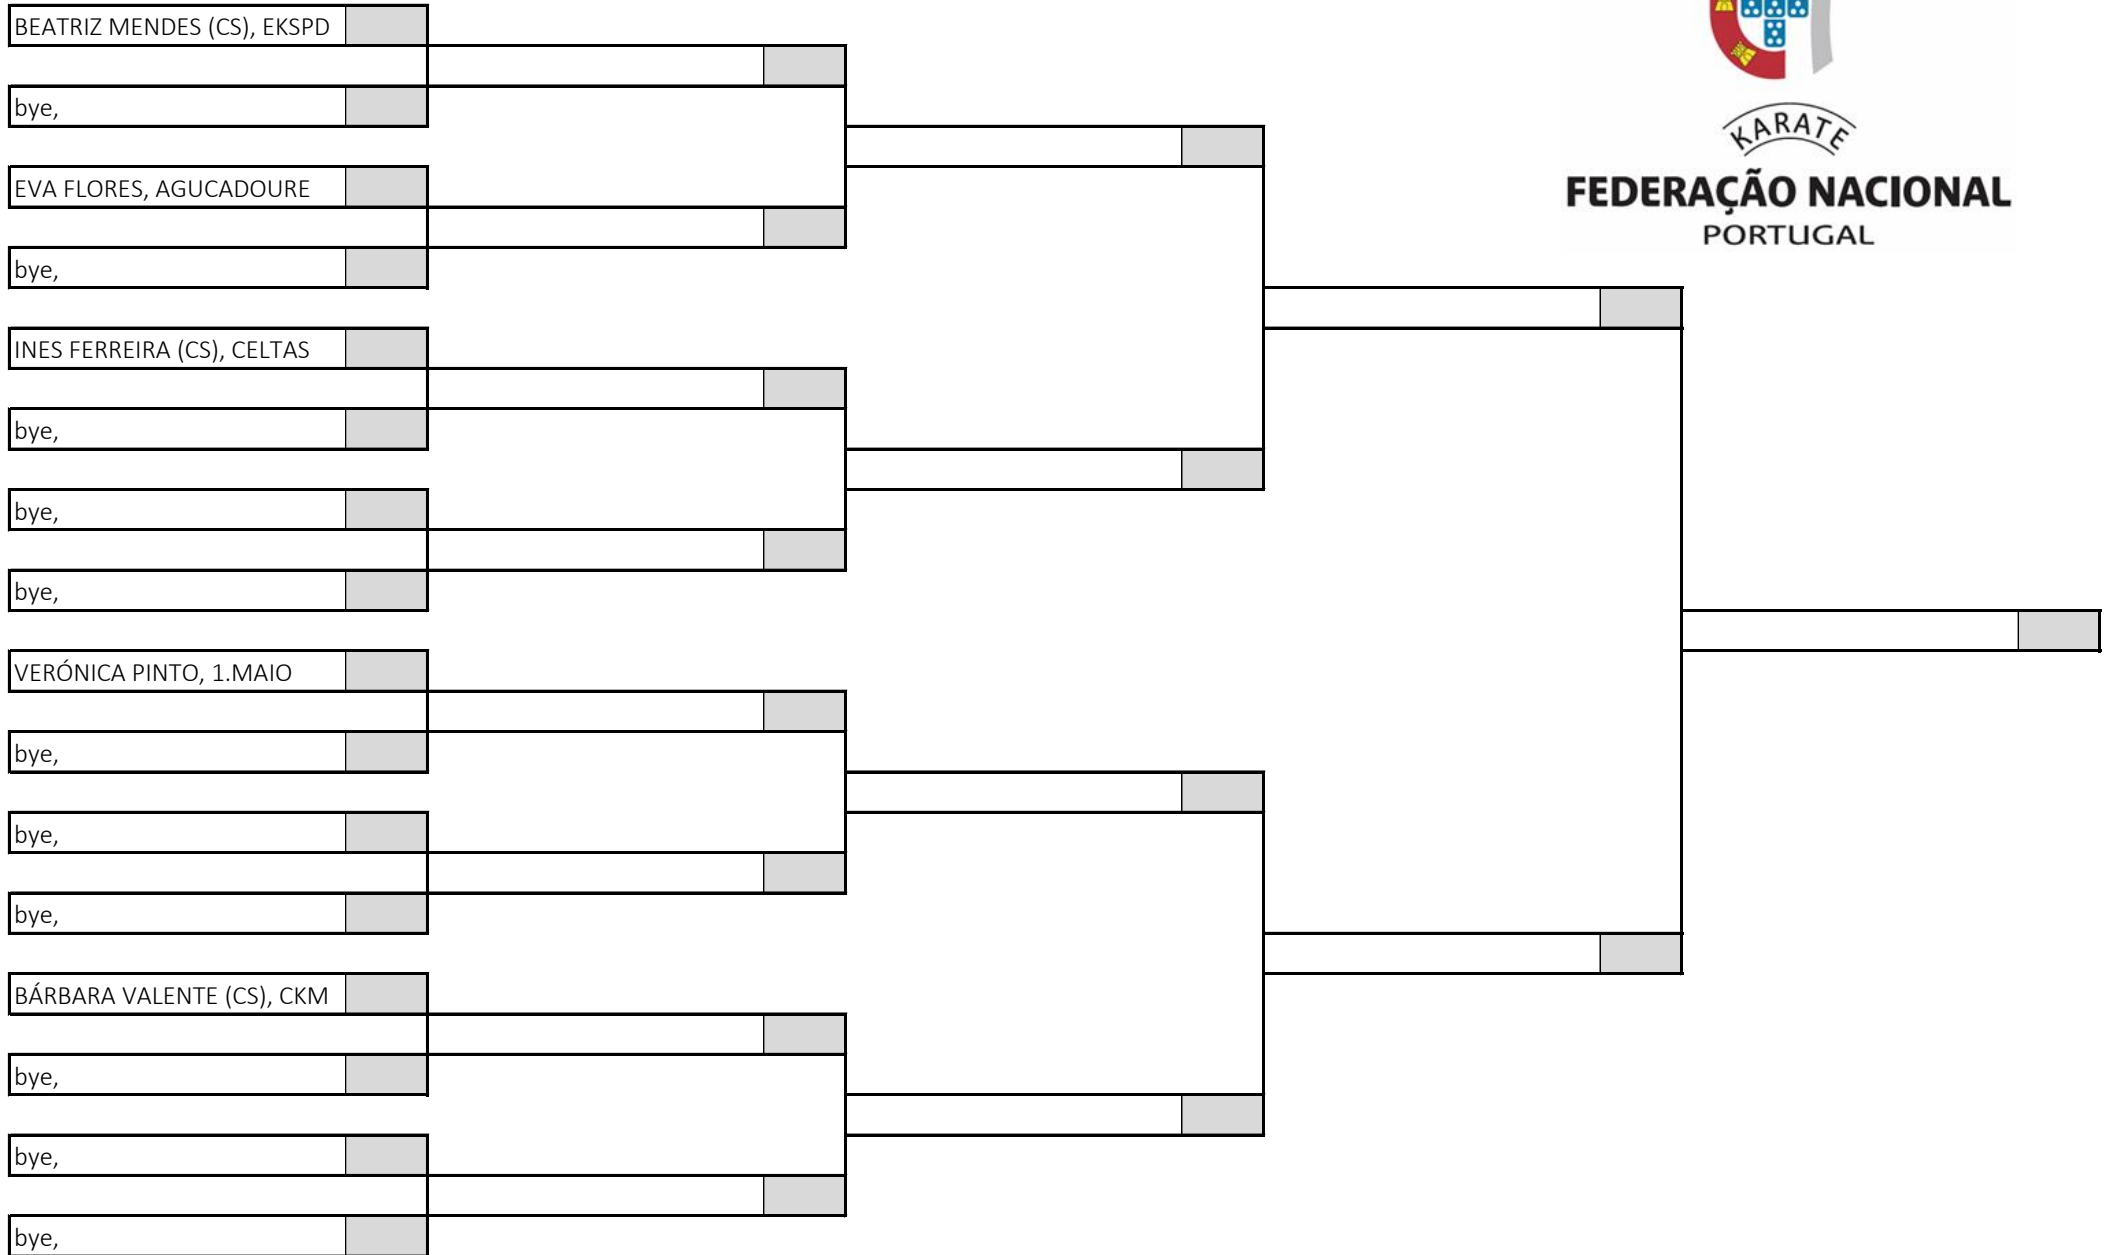 BEATRIZ MENDES (CS), EKSPD
bye,
KARATE
EVA FLORES, AGUCADOURE
FEDERAÇÃO NACIONAL
PORTUGAL
bye,
INES FERREIRA (CS), CELTAS
bye,
bye,
bye,
VERÓNICA PINTO, 1.MAIO
bye,
bye,
bye,
BÁRBARA VALENTE (CS), CKM
bye,
bye,
bye,